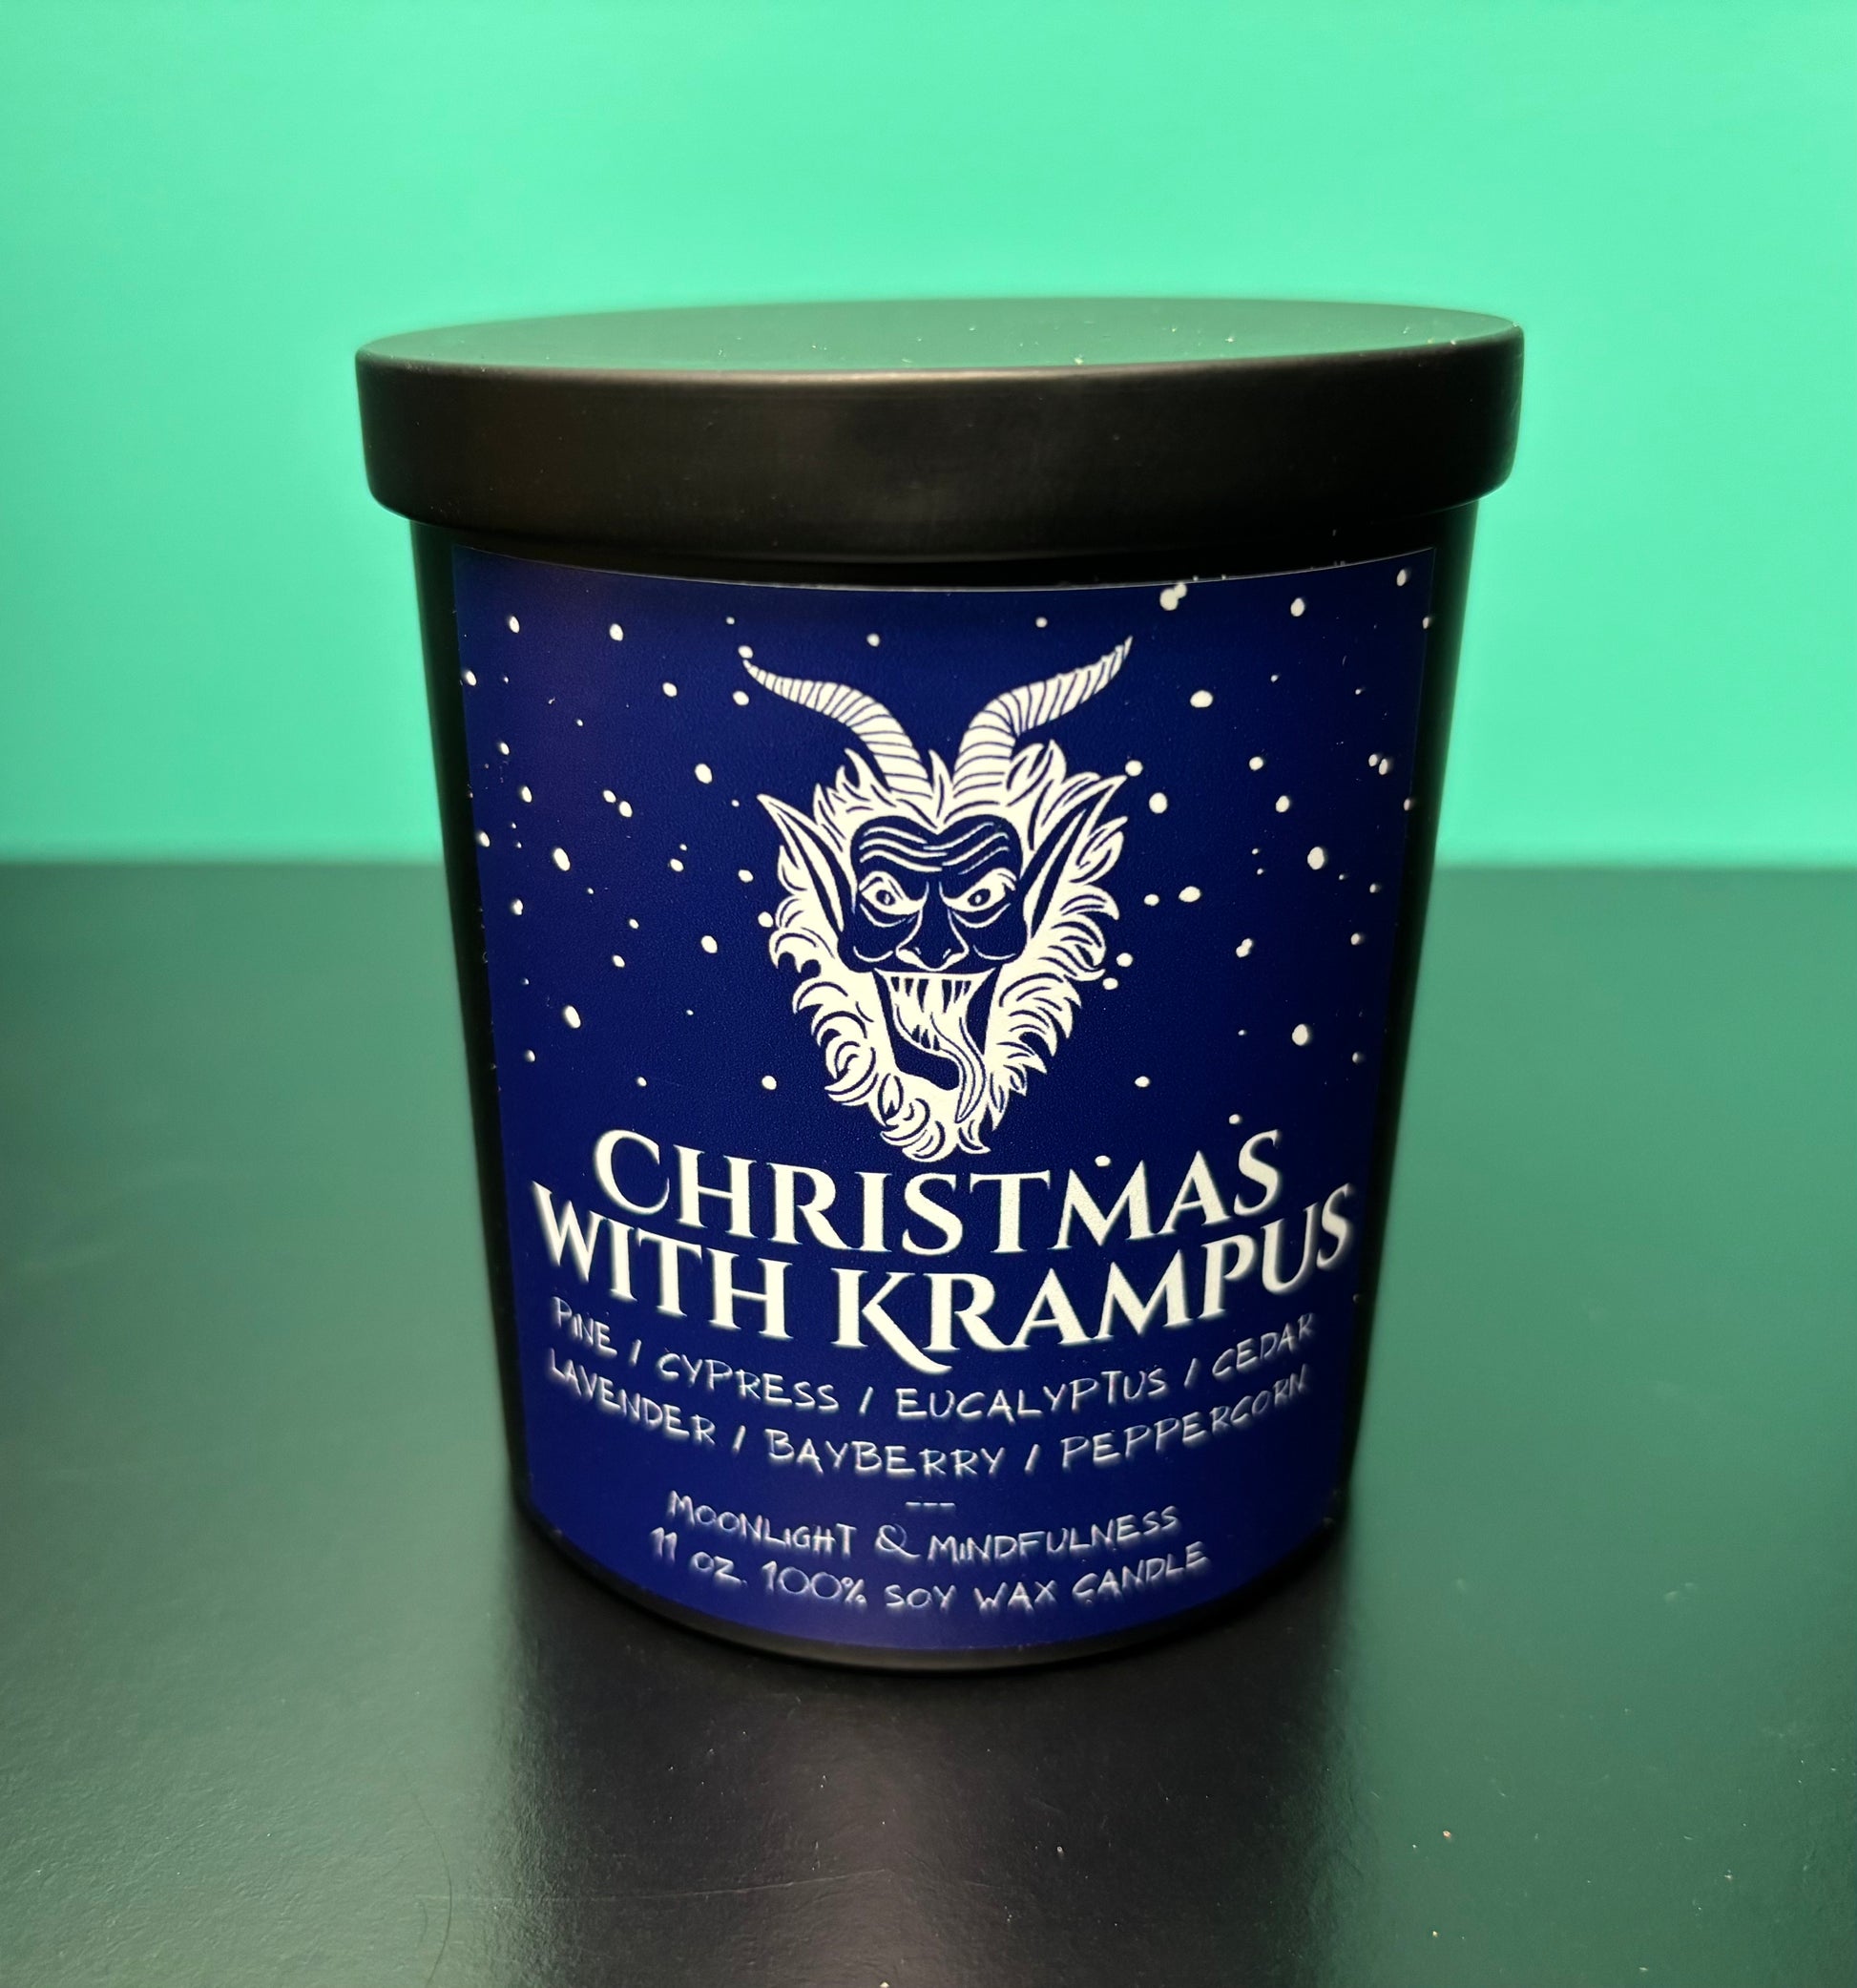 CHRISTMAS
WITH KRAMPUS
PINE / CYPRESS / EUCALYPTUS / CEDAR
LAVENDER / BAYBERRY / PEPPERCORN
---
MOONLIGHT & MINDFULNESS
11 OZ. 100% SOY WAX CANDLE